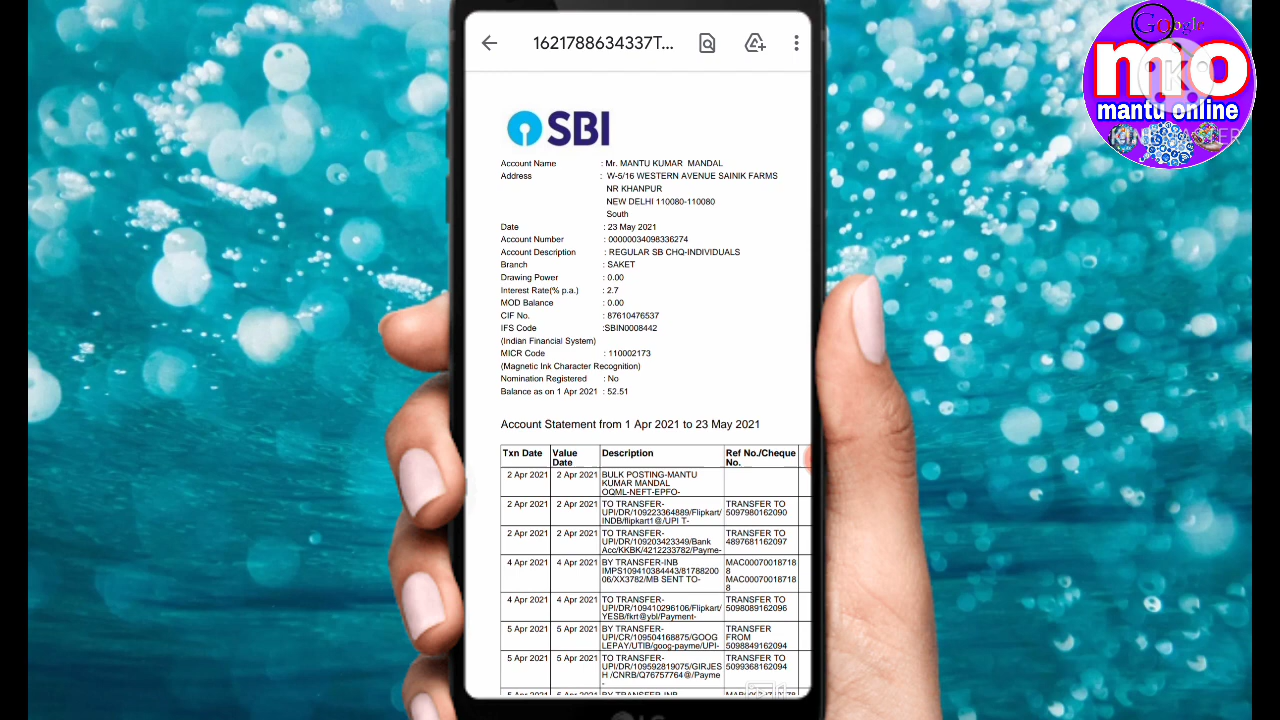 1621788634337T...
Google
mo
mantu online
SBI
Account Name : Mr. MANTU KUMAR MANDAL
Address : W-5/16 WESTERN AVENUE SAINIK FARMS
NR KHANPUR
NEW DELHI 110080-110080
South
Date : 23 May 2021
Account Number : 00000034098336274
Account Description : REGULAR SB CHQ-INDIVIDUALS
Branch : SAKET
Drawing Power : 0.00
Interest Rate(% p.a.) : 2.7
MOD Balance : 0.00
CIF No. : 87610476537
IFS Code :SBIN0008442
(Indian Financial System)
MICR Code : 110002173
(Magnetic Ink Character Recognition)
Nomination Registered : No
Balance as on 1 Apr 2021 : 52.51
Account Statement from 1 Apr 2021 to 23 May 2021
Txn Date Value Description Ref No./Cheque
Date No.
2 Apr 2021 2 Apr 2021 BULK POSTING-MANTU
KUMAR MANDAL
OQML-NEFT-EPFO-
2 Apr 2021 2 Apr 2021 TO TRANSFER- TRANSFER TO
UPI/DR/109223364889/Flipkart/ 5097980162090
INDB/flipkart1@/UPI T-
2 Apr 2021 2 Apr 2021 TO TRANSFER- TRANSFER TO
UPI/DR/109203423349/Bank 4897681162097
Acc/KKBK/4212233782/Payme-
4 Apr 2021 4 Apr 2021 BY TRANSFER-INB MAC00070018718
IMPS109410384443/81788200 8
06/XX3782/MB SENT TO- MAC00070018718
8
4 Apr 2021 4 Apr 2021 TO TRANSFER- TRANSFER TO
UPI/DR/109410296106/Flipkart/ 5098089162096
YESB/fkrt@ybl/Payment-
5 Apr 2021 5 Apr 2021 BY TRANSFER- TRANSFER
UPI/CR/109504168875/GOOG FROM
LEPAY/UTIB/goog-payme/UPI- 5098849162094
5 Apr 2021 5 Apr 2021 TO TRANSFER- TRANSFER TO
UPI/DR/109592819075/GIRJES 5099368162094
H /CNRB/Q76757764@/Payme
-